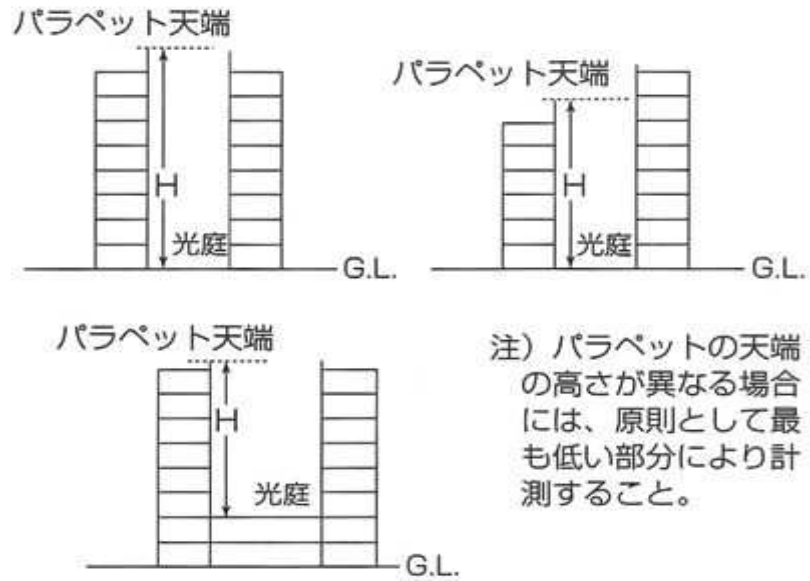 パラペット天端
H
光庭
G.L.
パラペット天端
H
光庭
G.L.
パラペット天端
H
光庭
G.L.
注）パラペットの天端
の高さが異なる場合
には、原則として最
も低い部分により計
測すること。